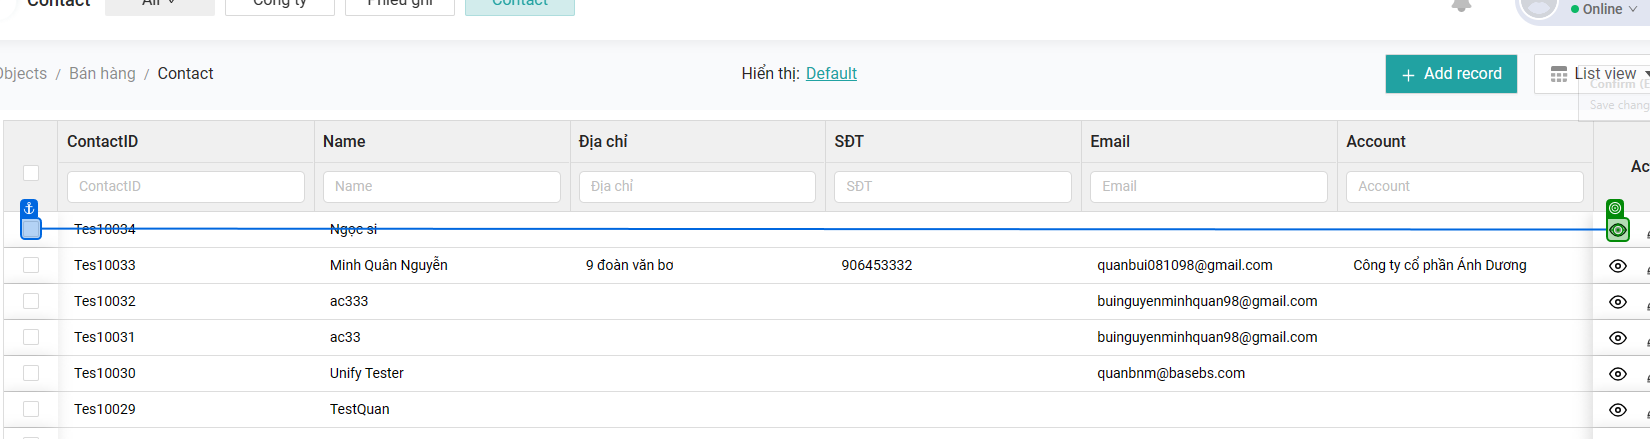 Contact All Công ty Phiếu ghi Contact
Online
Objects / Bán hàng / Contact Hiển thị: Default + Add record List view
Confirm (E
Save chang
ContactID Name Địa chỉ SĐT Email Account
Ac
ContactID Name Địa chỉ SĐT Email Account
Tes10034 Ngọc si
Tes10033 Minh Quân Nguyễn 9 đoàn văn bơ 906453332 quanbui081098@gmail.com Công ty cổ phần Ánh Dương
Tes10032 ac333 buinguyenminhquan98@gmail.com
Tes10031 ac33 buinguyenminhquan98@gmail.com
Tes10030 Unify Tester quanbnm@basebs.com
Tes10029 TestQuan